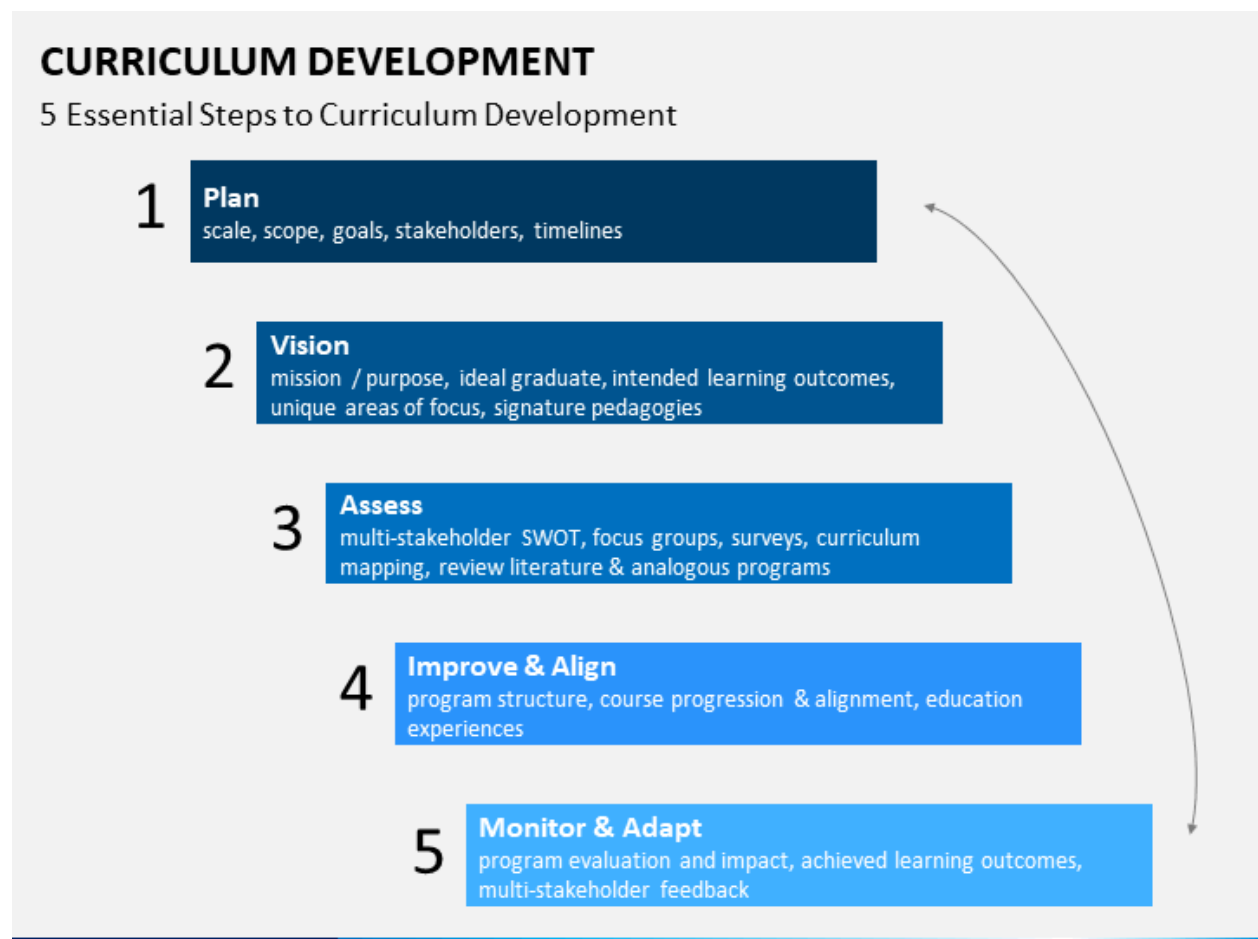 CURRICULUM DEVELOPMENT
5 Essential Steps to Curriculum Development
1
Plan
scale, scope, goals, stakeholders, timelines
2
Vision
mission / purpose, ideal graduate, intended learning outcomes,
unique areas of focus, signature pedagogies
3
Assess
multi-stakeholder SWOT, focus groups, surveys, curriculum
mapping, review literature & analogous programs
4
Improve & Align
program structure, course progression & alignment, education
experiences
5
Monitor & Adapt
program evaluation and impact, achieved learning outcomes,
multi-stakeholder feedback